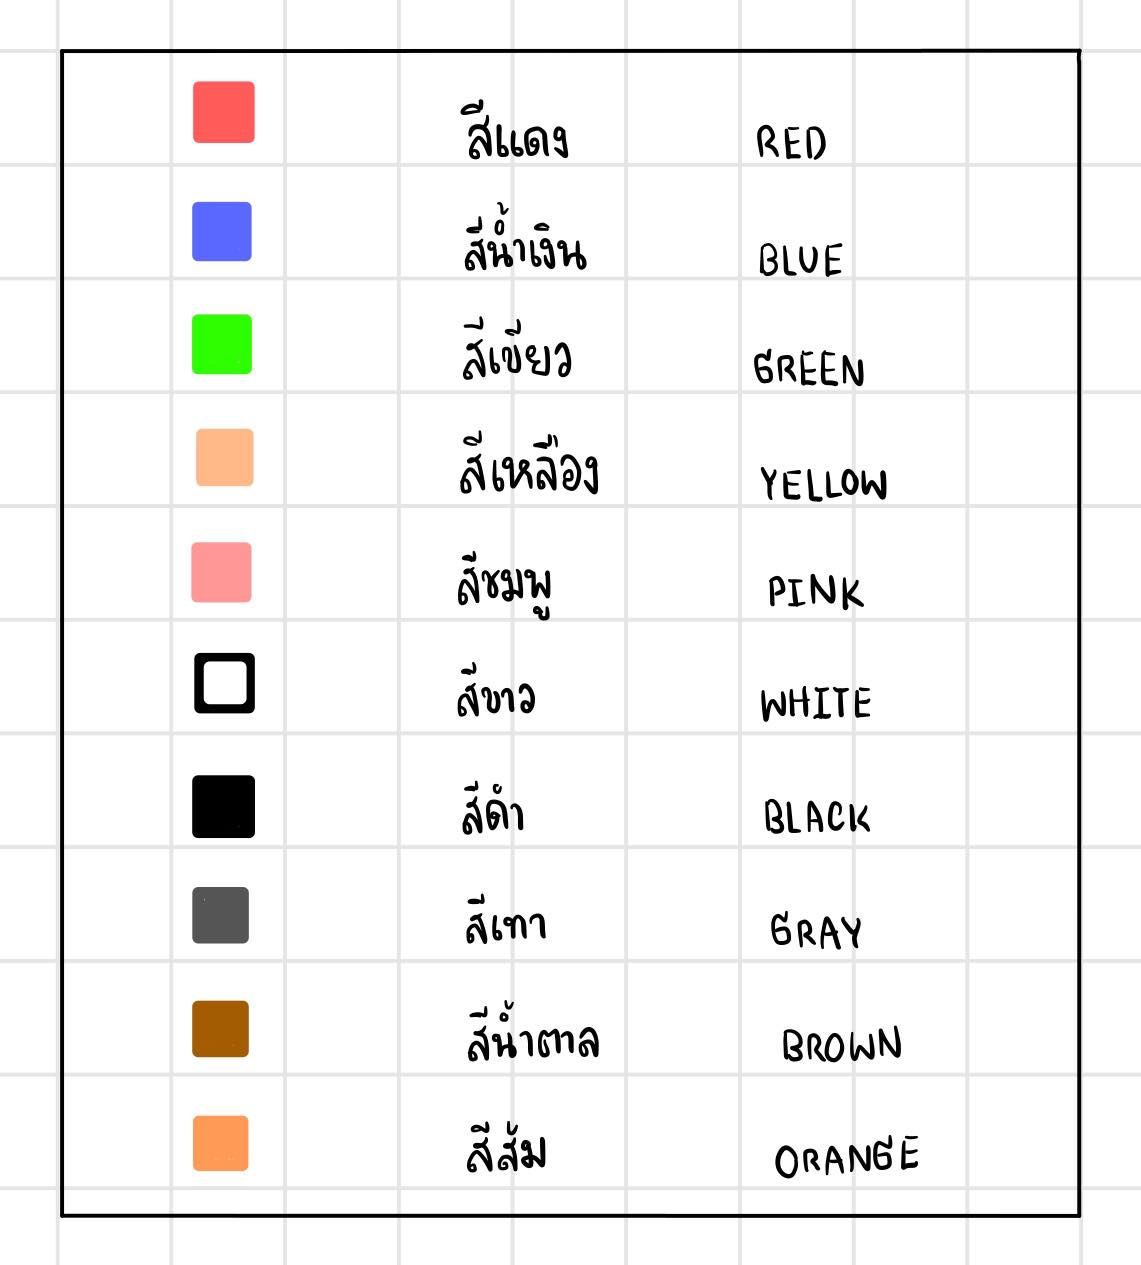 สีแดง RED
สีน้ำเงิน BLUE
สีเขียว GREEN
สีเหลือง YELLOW
สีชมพู PINK
สีขาว WHITE
สีดำ BLACK
สีเทา GRAY
สีน้ำตาล BROWN
สีส้ม ORANGE